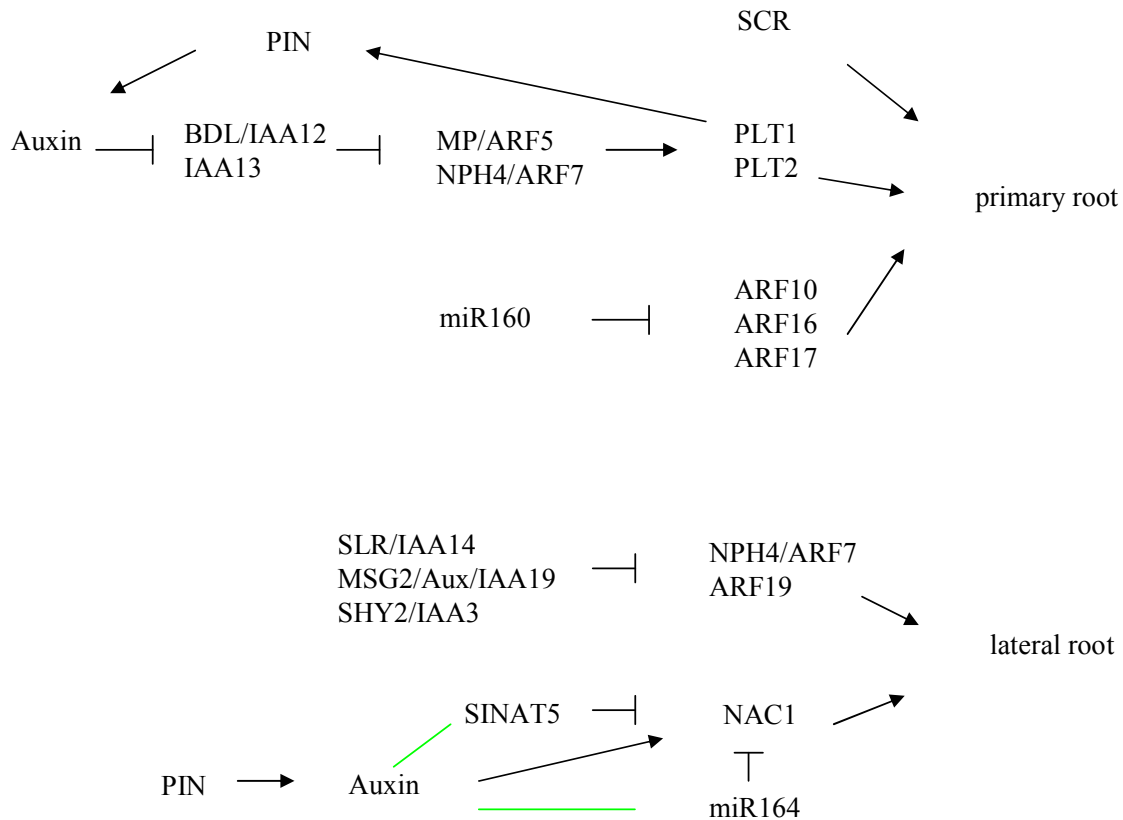 SCR
PIN
Auxin
BDL/IAA12
IAA13
MP/ARF5
NPH4/ARF7
PLT1
PLT2
primary root
miR160
ARF10
ARF16
ARF17
SLR/IAA14
MSG2/Aux/IAA19
SHY2/IAA3
NPH4/ARF7
ARF19
lateral root
SINAT5
NAC1
PIN
Auxin
miR164